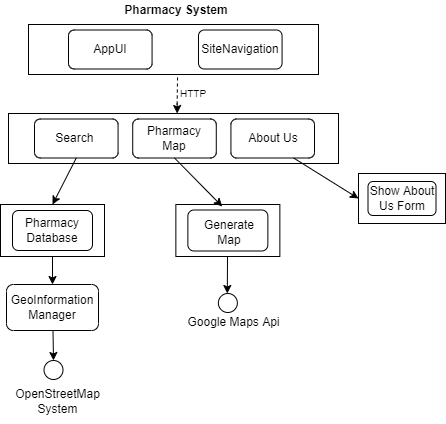 Pharmacy System
AppUI
SiteNavigation
HTTP
Search
Pharmacy
Map
About Us
Show About
Us Form
Pharmacy
Database
Generate
Map
GeoInformation
Manager
Google Maps Api
OpenStreetMap
System